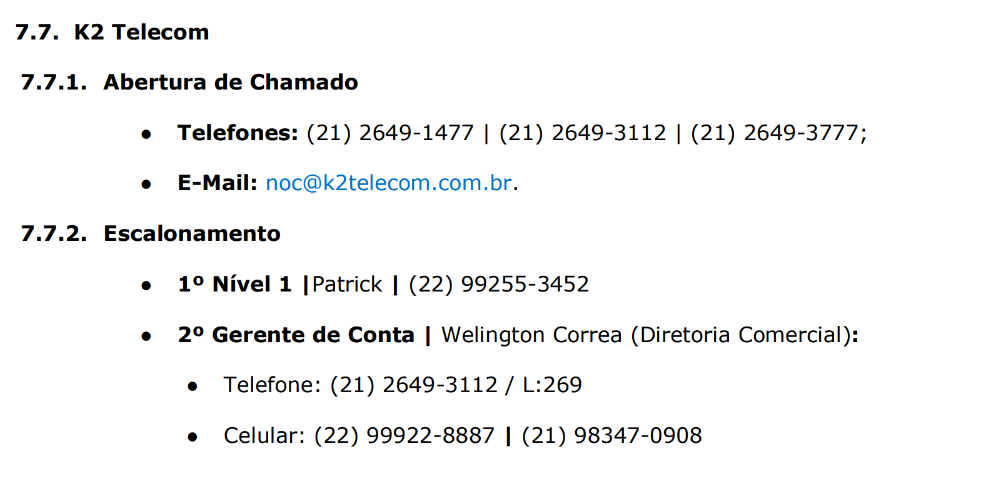 7.7. K2 Telecom
7.7.1. Abertura de Chamado
● Telefones: (21) 2649-1477 | (21) 2649-3112 | (21) 2649-3777;
● E-Mail: noc@k2telecom.com.br.
7.7.2. Escalonamento
● 1º Nível 1 |Patrick | (22) 99255-3452
● 2º Gerente de Conta | Welington Correa (Diretoria Comercial):
● Telefone: (21) 2649-3112 / L:269
● Celular: (22) 99922-8887 | (21) 98347-0908